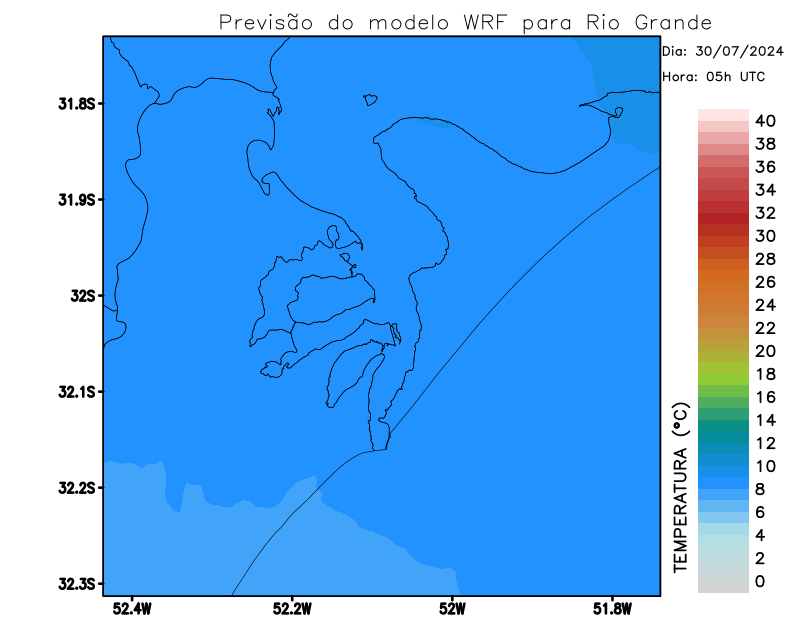 Previsão do modelo WRF para Rio Grande
Dia: 30/07/2024
Hora: 05h UTC
31.8S
31.9S
32S
32.1S
32.2S
32.3S
52.4W
52.2W
52W
51.8W
TEMPERATURA (°C)
40
38
36
34
32
30
28
26
24
22
20
18
16
14
12
10
8
6
4
2
0